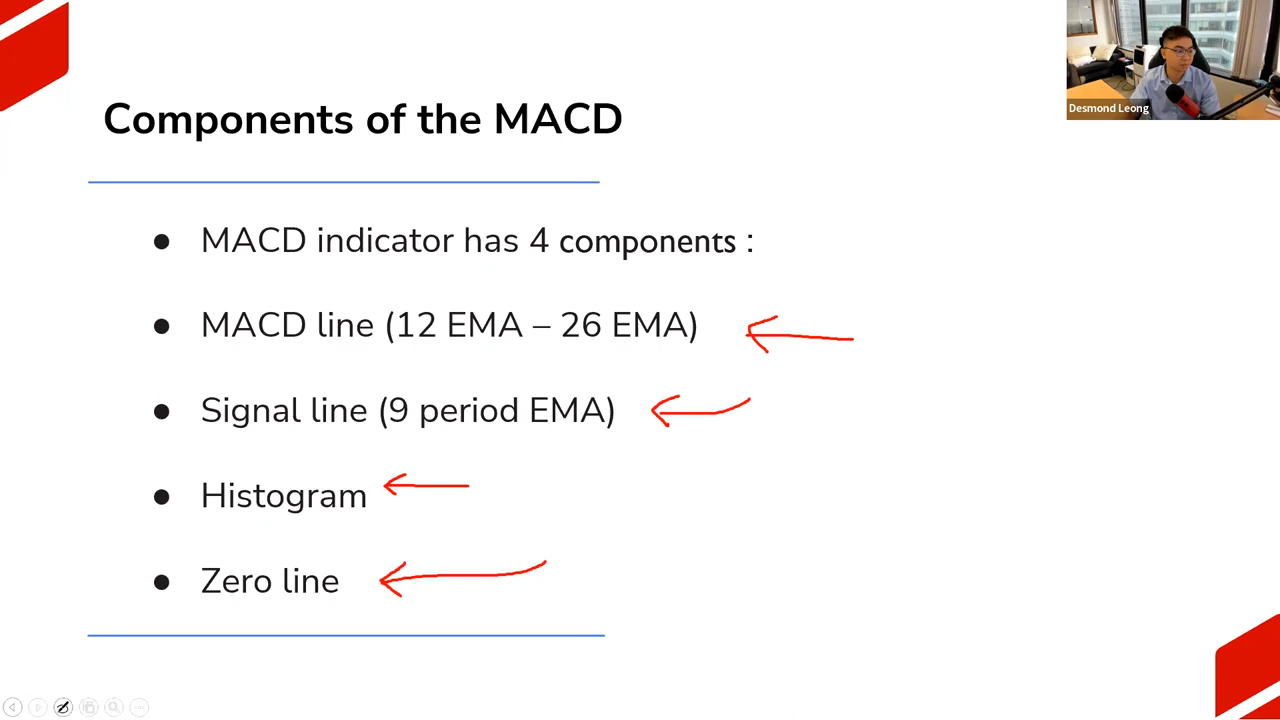 Desmond Leong
Components of the MACD
● MACD indicator has 4 components :
● MACD line (12 EMA – 26 EMA)
● Signal line (9 period EMA)
● Histogram
● Zero line